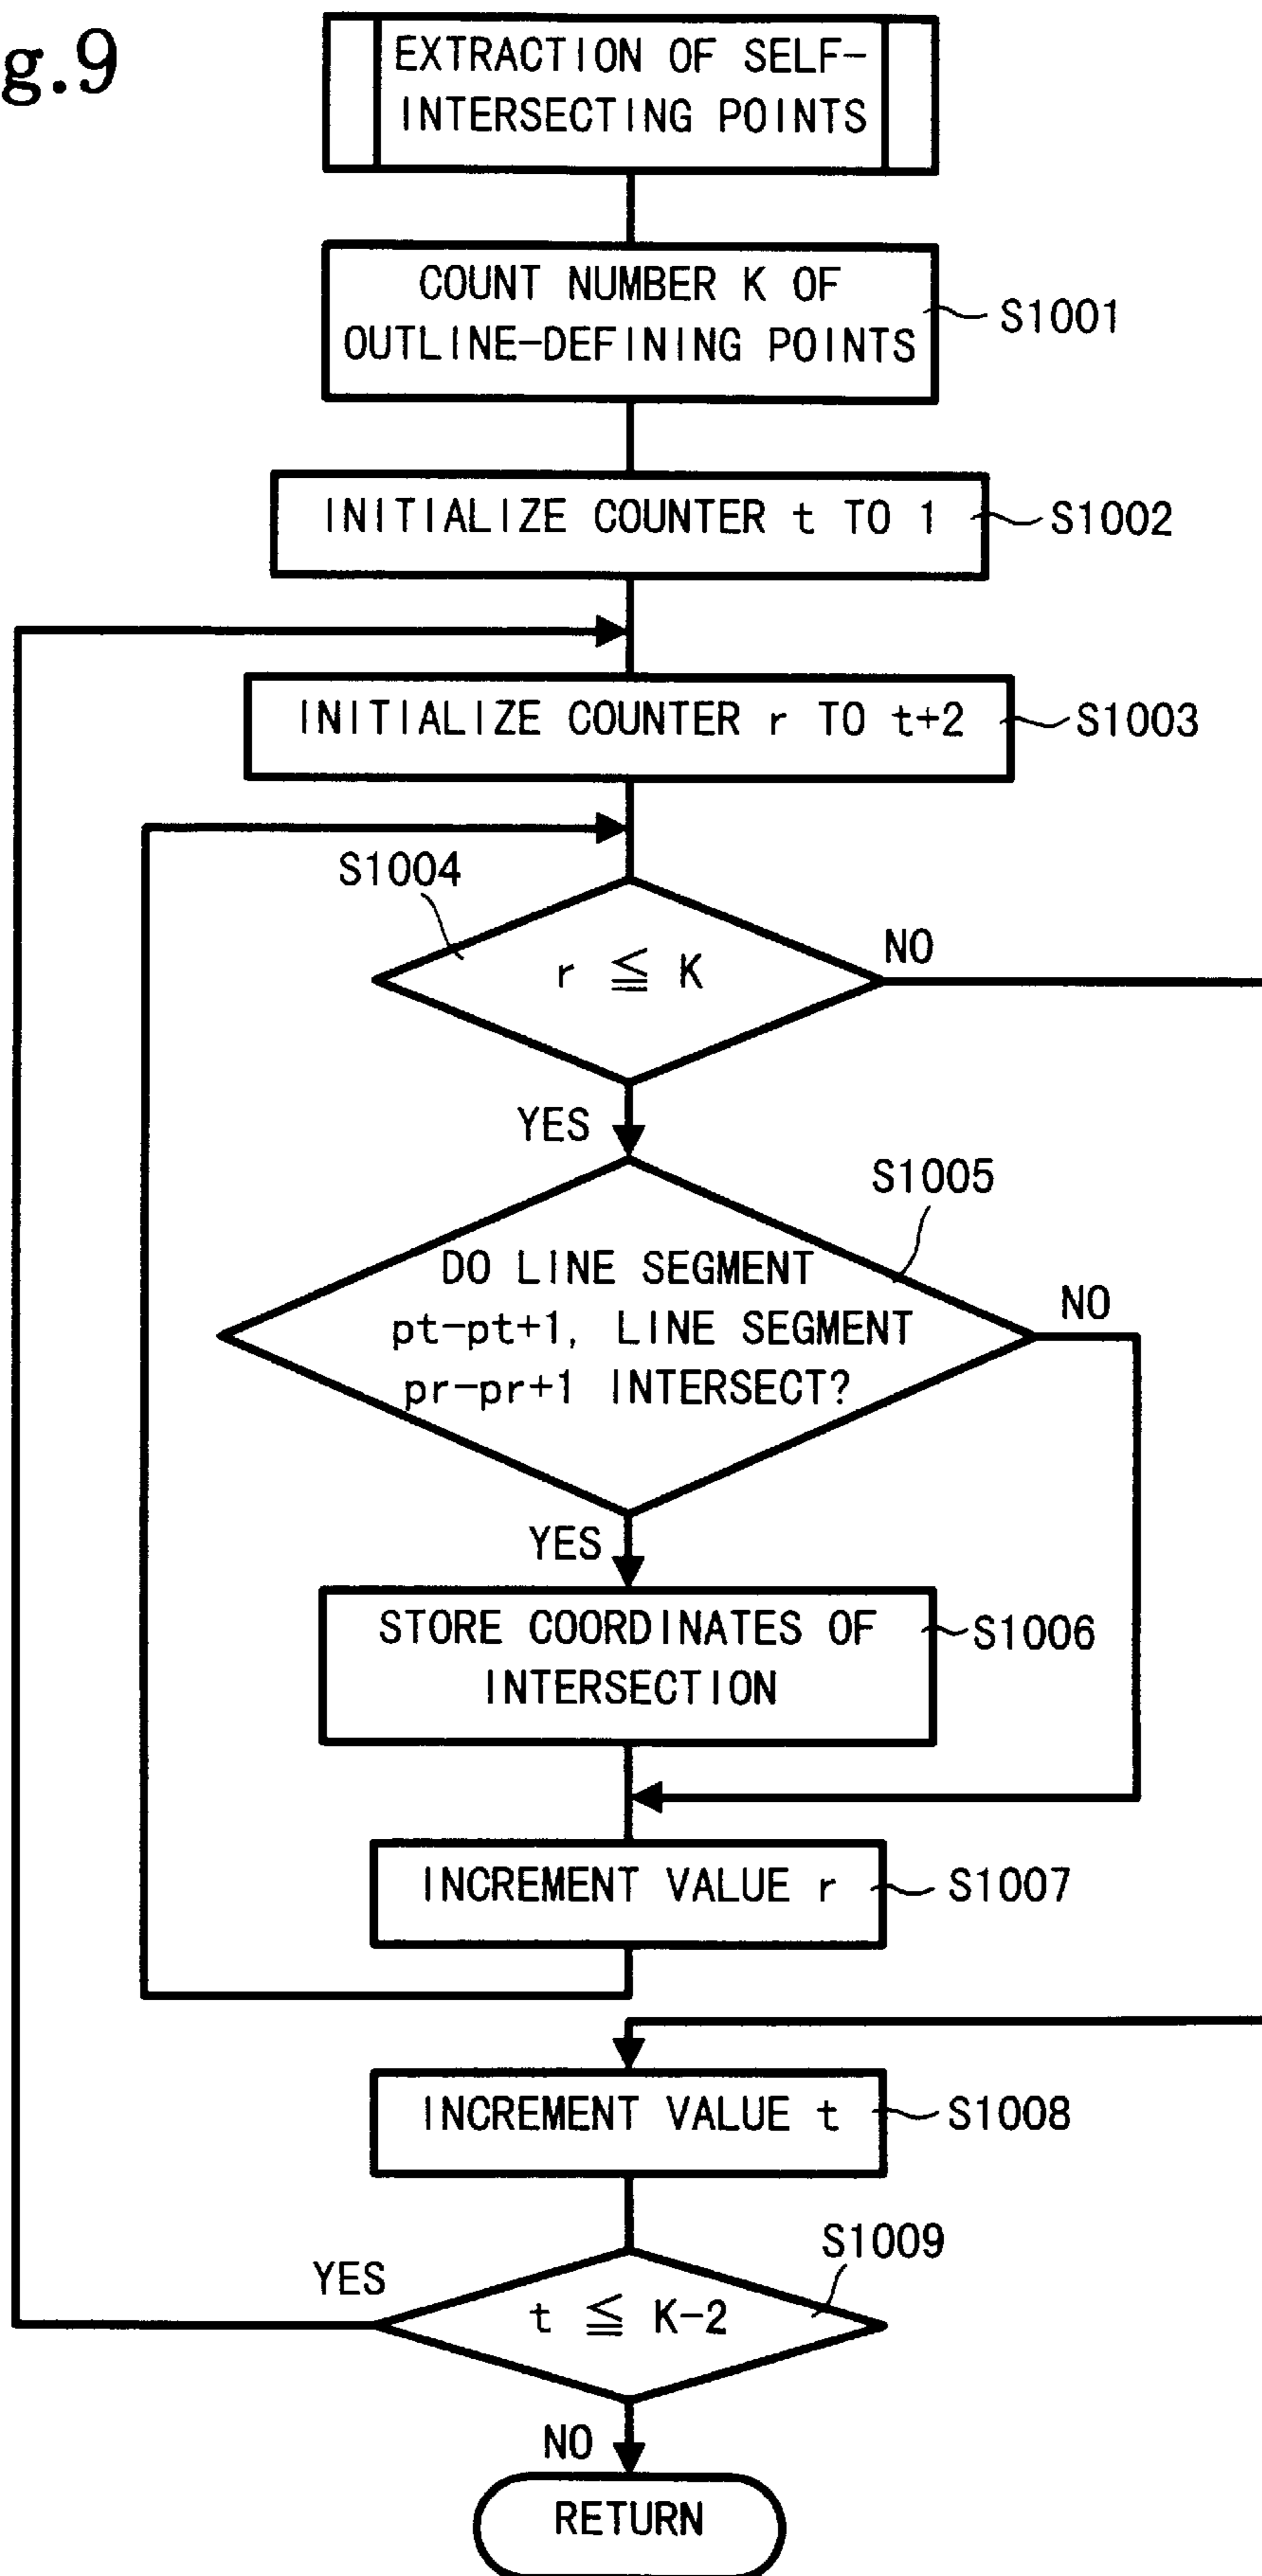 g.9
EXTRACTION OF SELF-
INTERSECTING POINTS
COUNT NUMBER K OF
OUTLINE-DEFINING POINTS
S1001
INITIALIZE COUNTER t TO 1
S1002
INITIALIZE COUNTER r TO t+2
S1003
S1004
r ≦ K
NO
YES
S1005
DO LINE SEGMENT
pt-pt+1, LINE SEGMENT
pr-pr+1 INTERSECT?
NO
YES
STORE COORDINATES OF
INTERSECTION
S1006
INCREMENT VALUE r
S1007
INCREMENT VALUE t
S1008
S1009
YES
t ≦ K-2
NO
RETURN